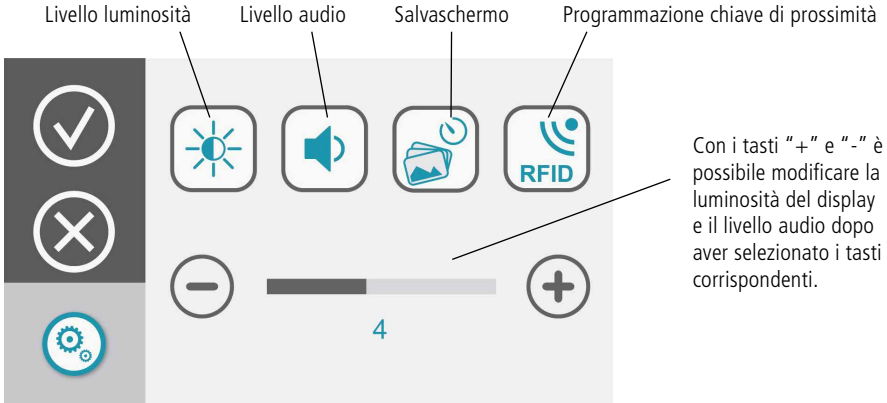 Livello luminosità
Livello audio
Salvaschermo
Programmazione chiave di prossimità
RFID
Con i tasti "+" e "-" è
possibile modificare la
luminosità del display
e il livello audio dopo
aver selezionato i tasti
corrispondenti.
4